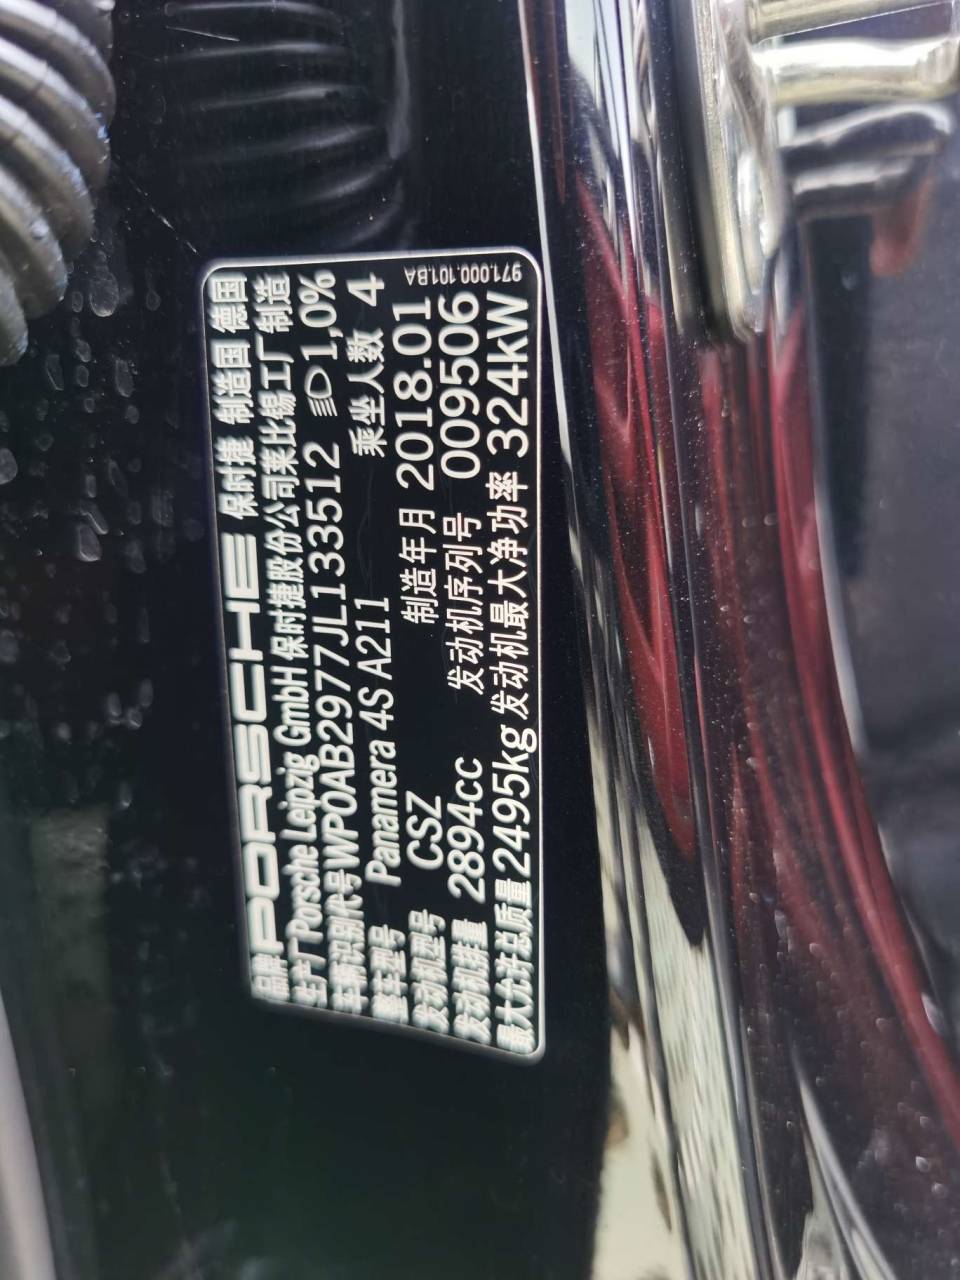 品牌 PORSCHE 保时捷 制造国 德国
生产厂 Porsche Leipzig GmbH 保时捷股份公司莱比锡工厂制造
车辆识别代号 WP0AB2977JL133512 1,0%
整车型号 Panamera 4S A211 乘坐人数 4
发动机型号 CSZ 制造年月 2018.01
发动机排量 2894cc 发动机序列号 009506
最大允许总质量 2495kg 发动机最大净功率 324kW
971.000.101.BA